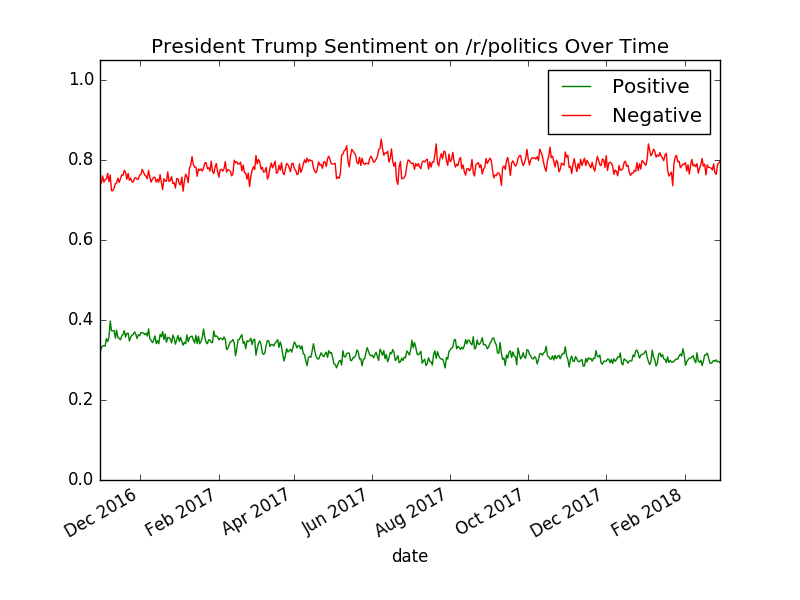 President Trump Sentiment on /r/politics Over Time
Positive
Negative
1.0
0.8
0.6
0.4
0.2
0.0
Dec 2016
Feb 2017
Apr 2017
Jun 2017
Aug 2017
Oct 2017
Dec 2017
Feb 2018
date